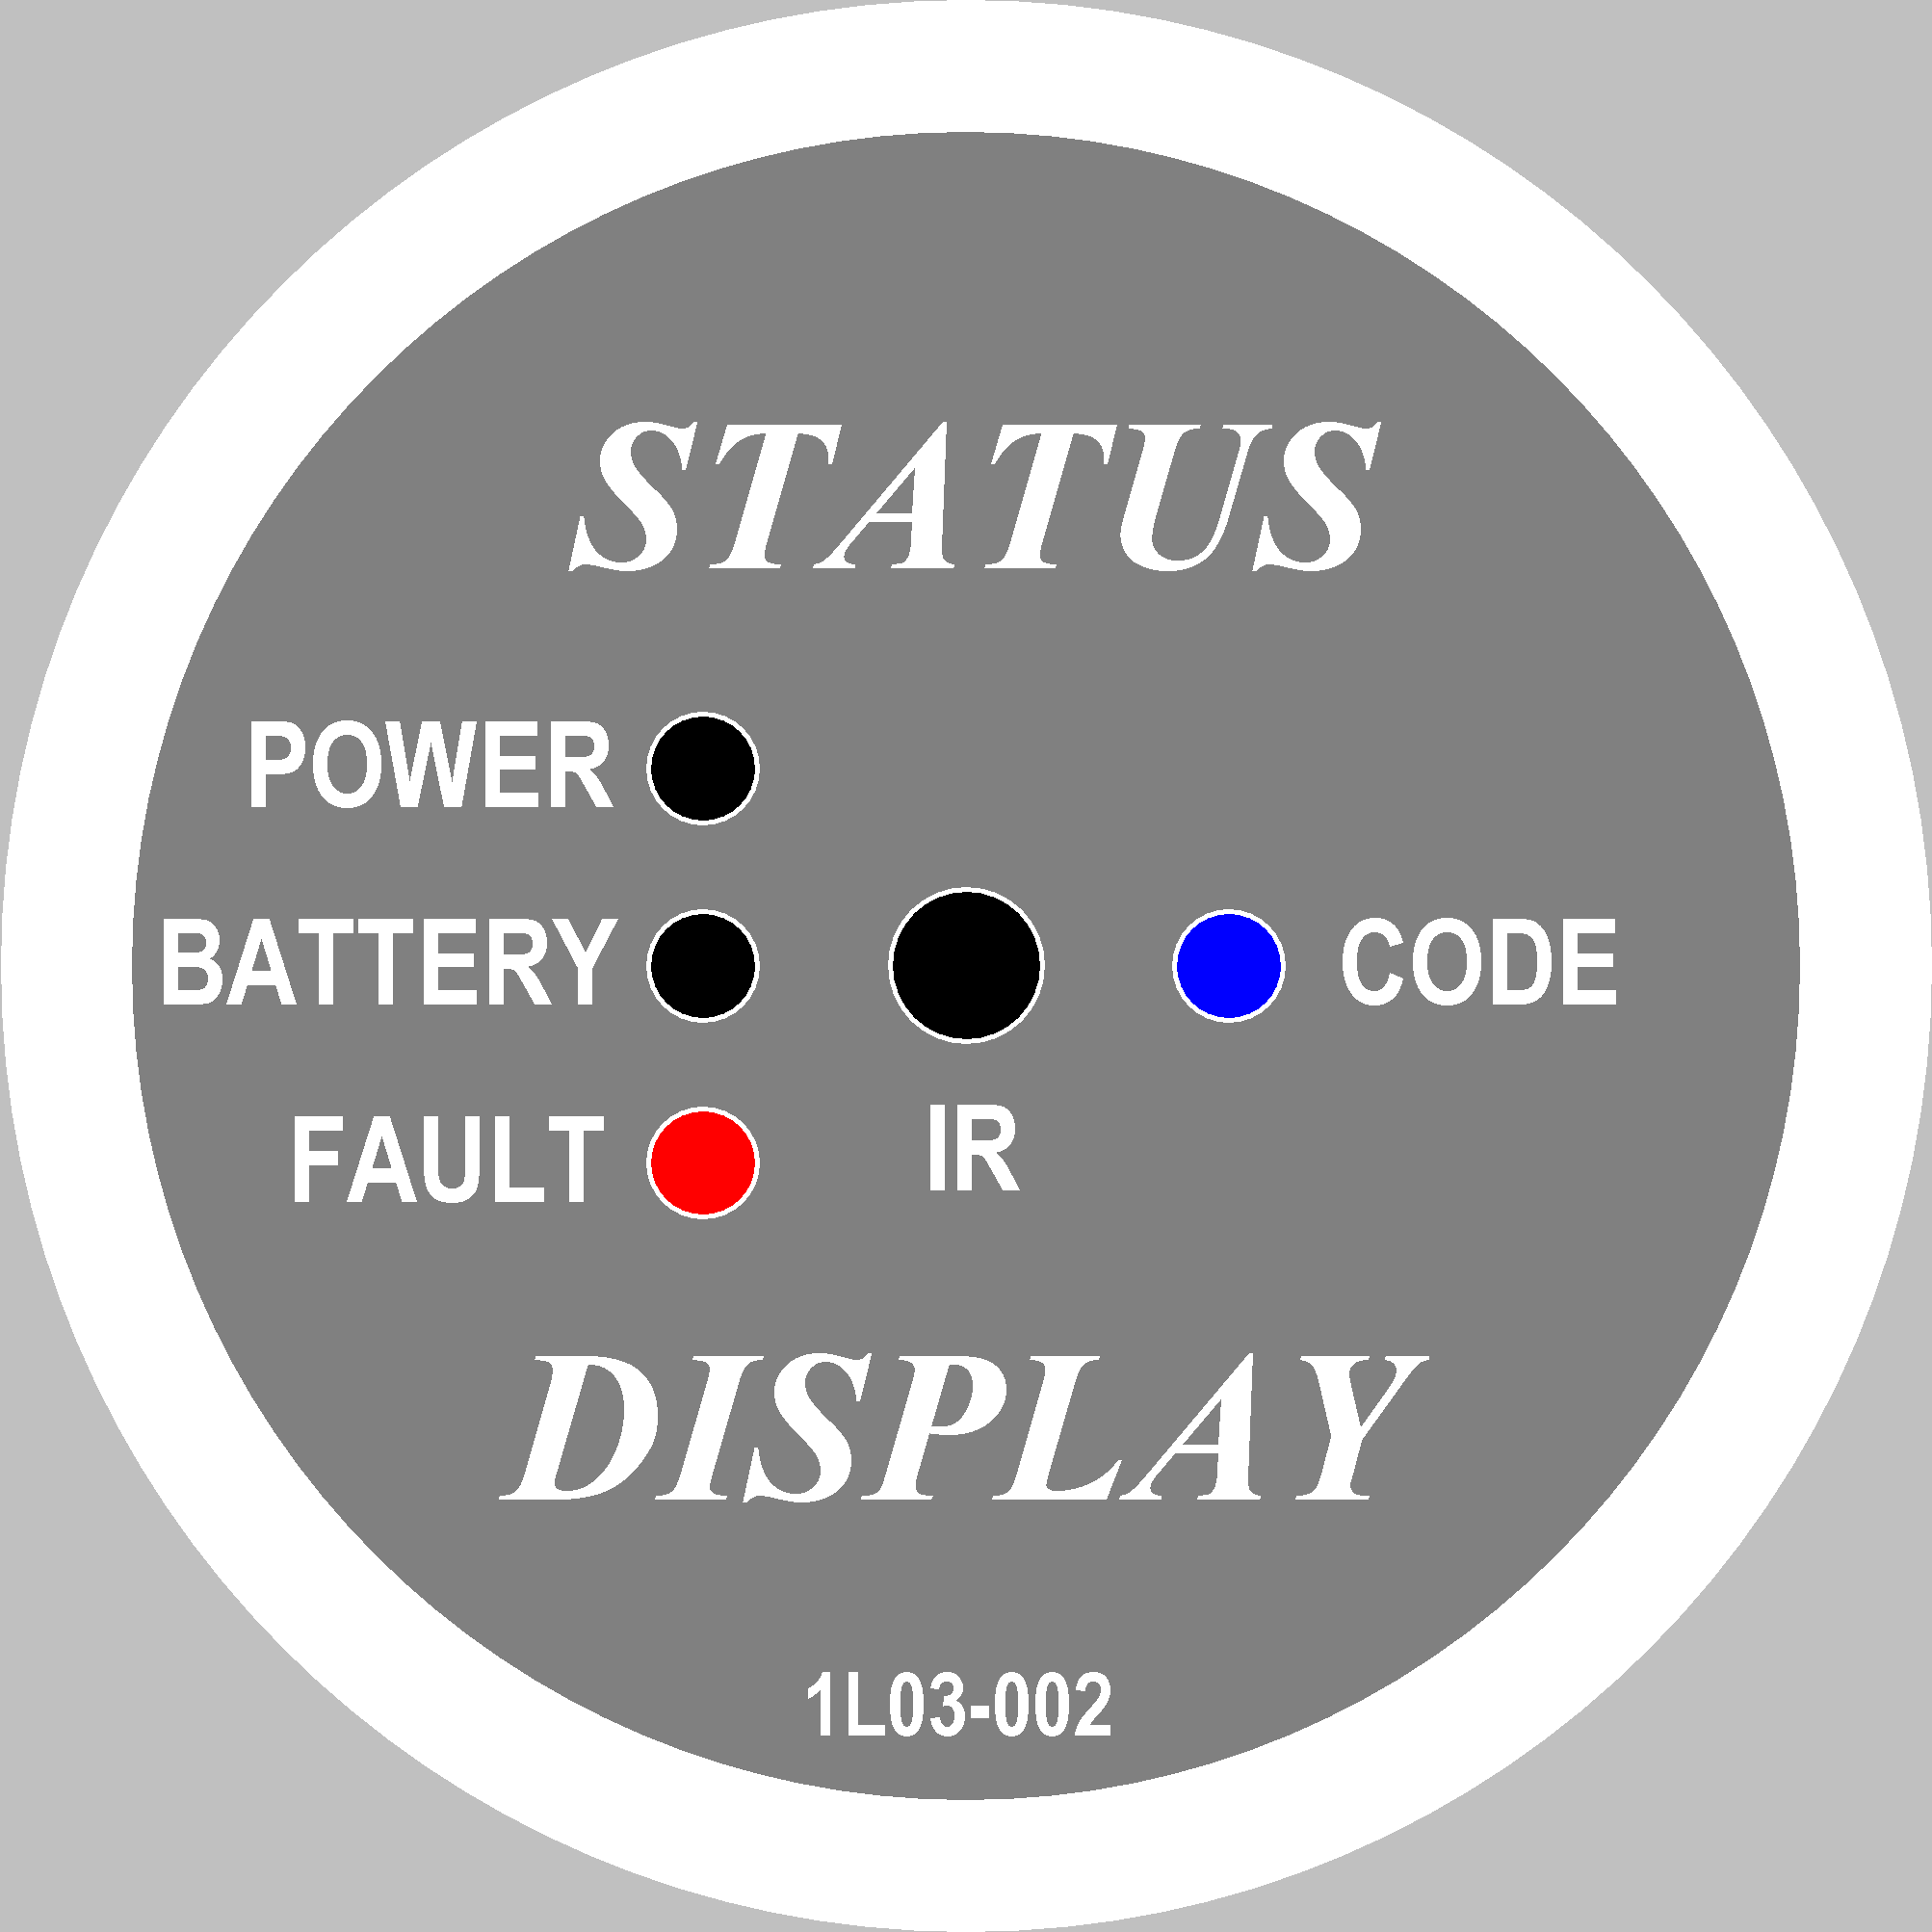 STATUS
POWER
BATTERY
CODE
FAULT
IR
DISPLAY
1L03-002